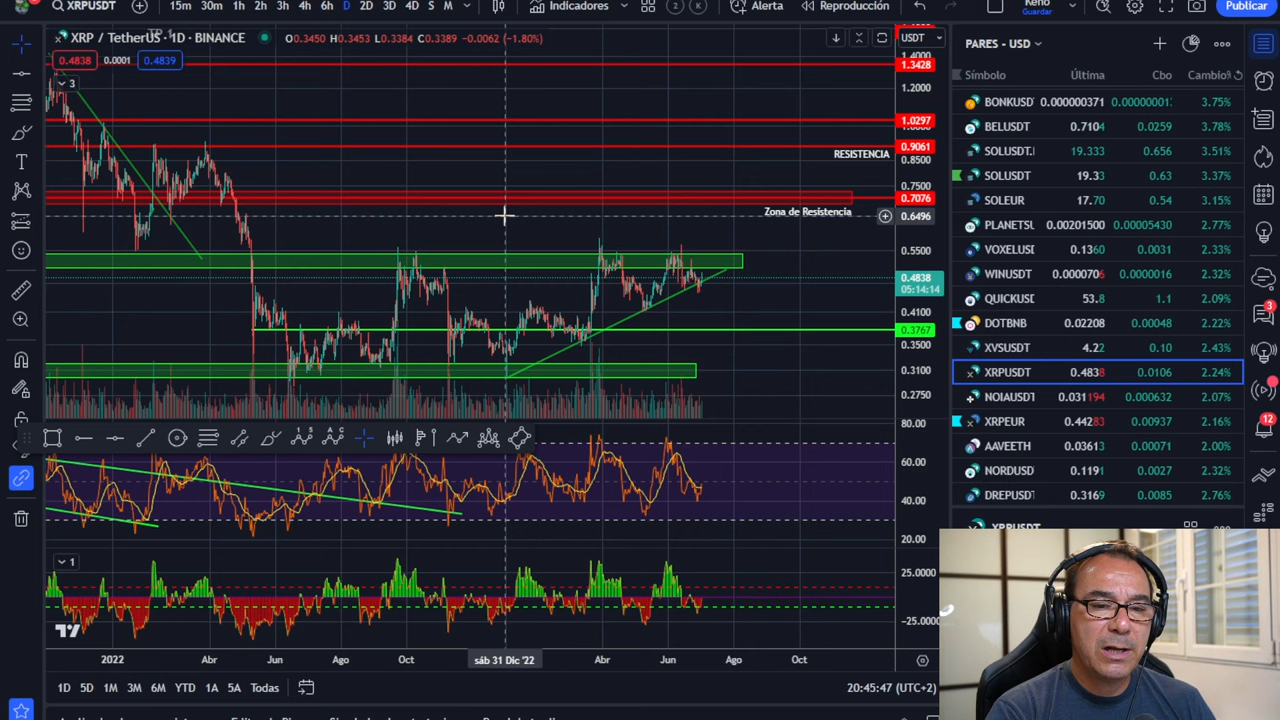 XRPUSDT
15m 30m 1h 2h 3h 4h 6h D 2D 3D 4D S M
Indicadores
2 K
Alerta
Reproducción
Keno
Guardar
Publicar
XRP / TetherUS 1D · BINANCE
O0.3450 H0.3453 L0.3384 C0.3389 −0.0062 (−1.80%)
USDT
0.4838 0.0001 0.4839
3
1.3428
1.2000
1.0297
0.9061
RESISTENCIA
0.8500
0.7500
0.7076
Zona de Resistencia
0.6496
0.5500
0.4838
05:14:14
0.4100
0.3767
0.3500
0.3100
0.2750
80.00
60.00
40.00
20.00
1
25.0000
−25.0000
2022 Abr Jun Ago Oct sáb 31 Dic '22 Abr Jun Ago Oct
1D 5D 1M 3M 6M YTD 1A 5A Todas
20:45:47 (UTC+2)
PARES - USD
Símbolo Última Cbo Cambio%
BONKUSD 0.000000371 3.75%
BELUSDT 0.7104 0.0259 3.78%
SOLUSDT. 19.333 0.656 3.51%
SOLUSDT 19.33 0.63 3.37%
SOLEUR 17.70 0.54 3.15%
PLANETSU 0.00201500 0.00005430 2.77%
VOXELUSD 0.1360 0.0031 2.33%
WINUSDT 0.0000706 0.0000016 2.32%
QUICKUSD 53.8 1.1 2.09%
DOTBNB 0.02208 0.00048 2.22%
XVSUSDT 4.22 0.10 2.43%
XRPUSDT 0.4838 0.0106 2.24%
NOIAUSDT 0.031194 0.000632 2.07%
XRPEUR 0.44283 0.00937 2.16%
AAVEETH 0.03613 0.00071 2.00%
NORDUSD 0.1191 0.0027 2.32%
DREPUSDT 0.3169 0.0085 2.76%
3
12